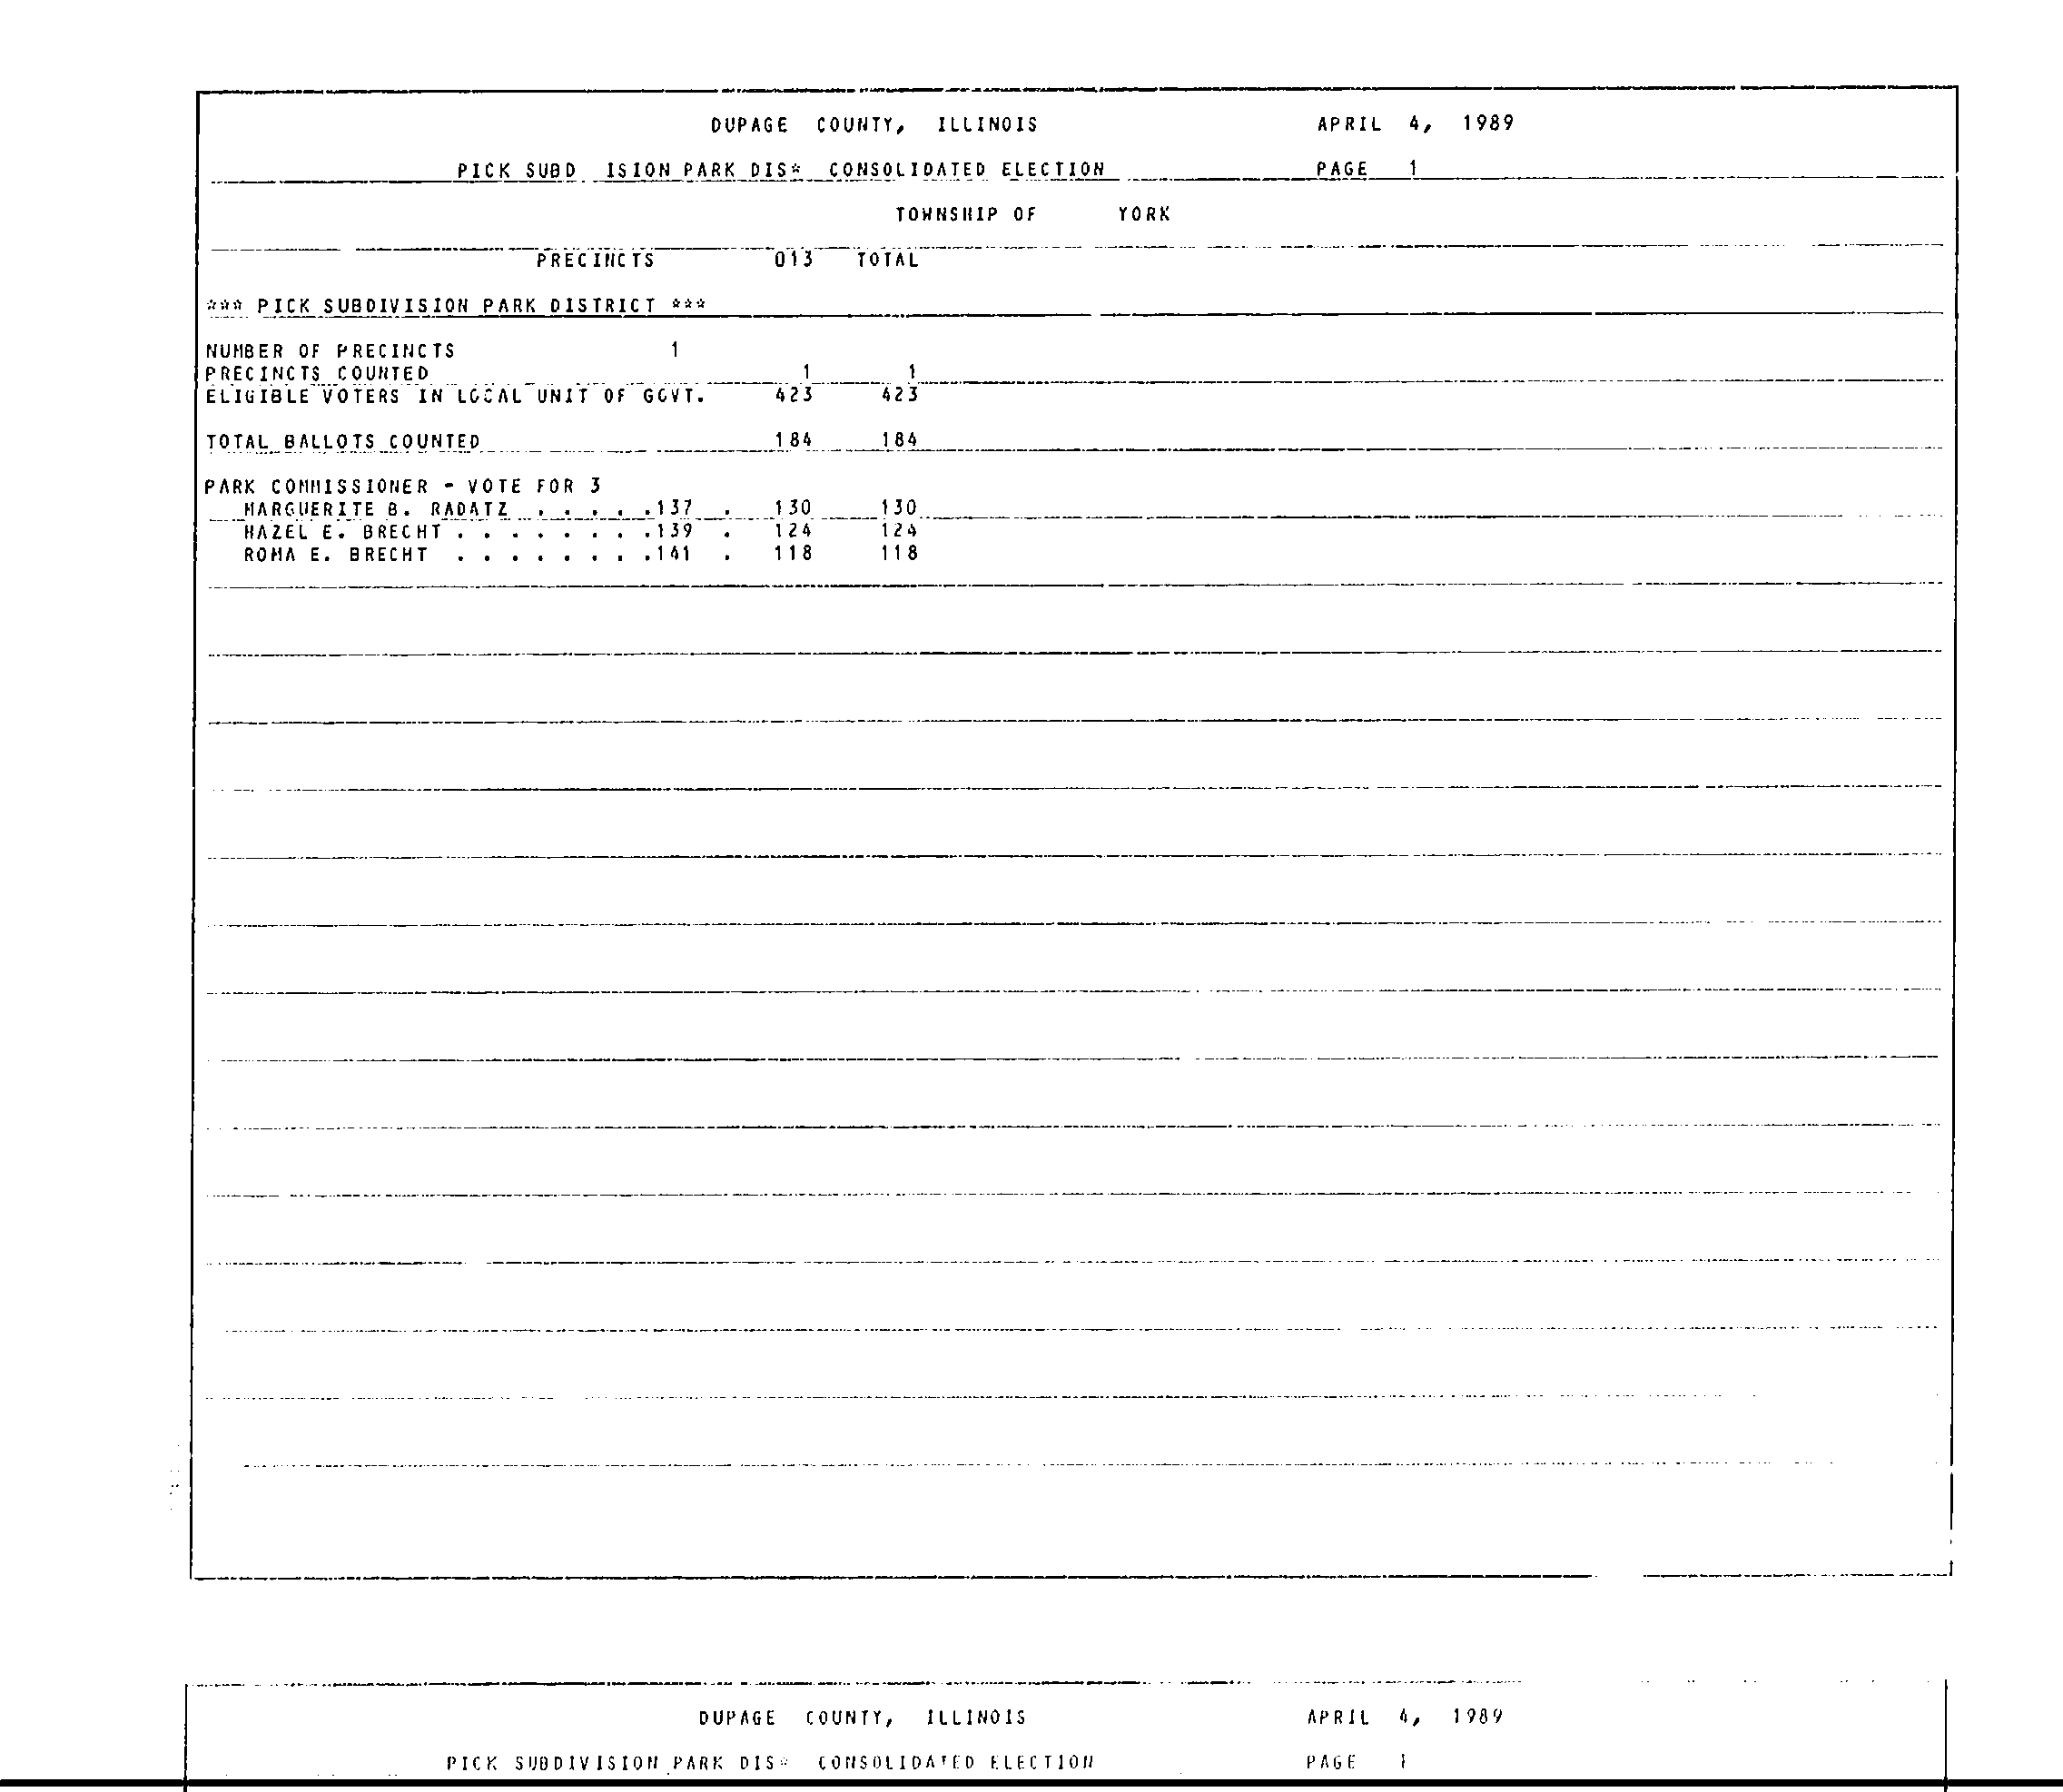 DUPAGE COUNTY, ILLINOIS APRIL 4, 1989
PICK SUBD ISION PARK DIS* CONSOLIDATED ELECTION PAGE 1
TOWNSHIP OF YORK
PRECINCTS 013 TOTAL
*** PICK SUBDIVISION PARK DISTRICT ***
NUMBER OF PRECINCTS 1
PRECINCTS COUNTED 1 1
ELIGIBLE VOTERS IN LOCAL UNIT OF GOVT. 423 423
TOTAL BALLOTS COUNTED 184 184
PARK COMMISSIONER - VOTE FOR 3
MARGUERITE B. RADATZ . . . . .137 . 130 130
HAZEL E. BRECHT . . . . . . . .139 . 124 124
ROMA E. BRECHT . . . . . . . .141 . 118 118
DUPAGE COUNTY, ILLINOIS APRIL 4, 1989
PICK SUBDIVISION PARK DIS* CONSOLIDATED ELECTION PAGE 1